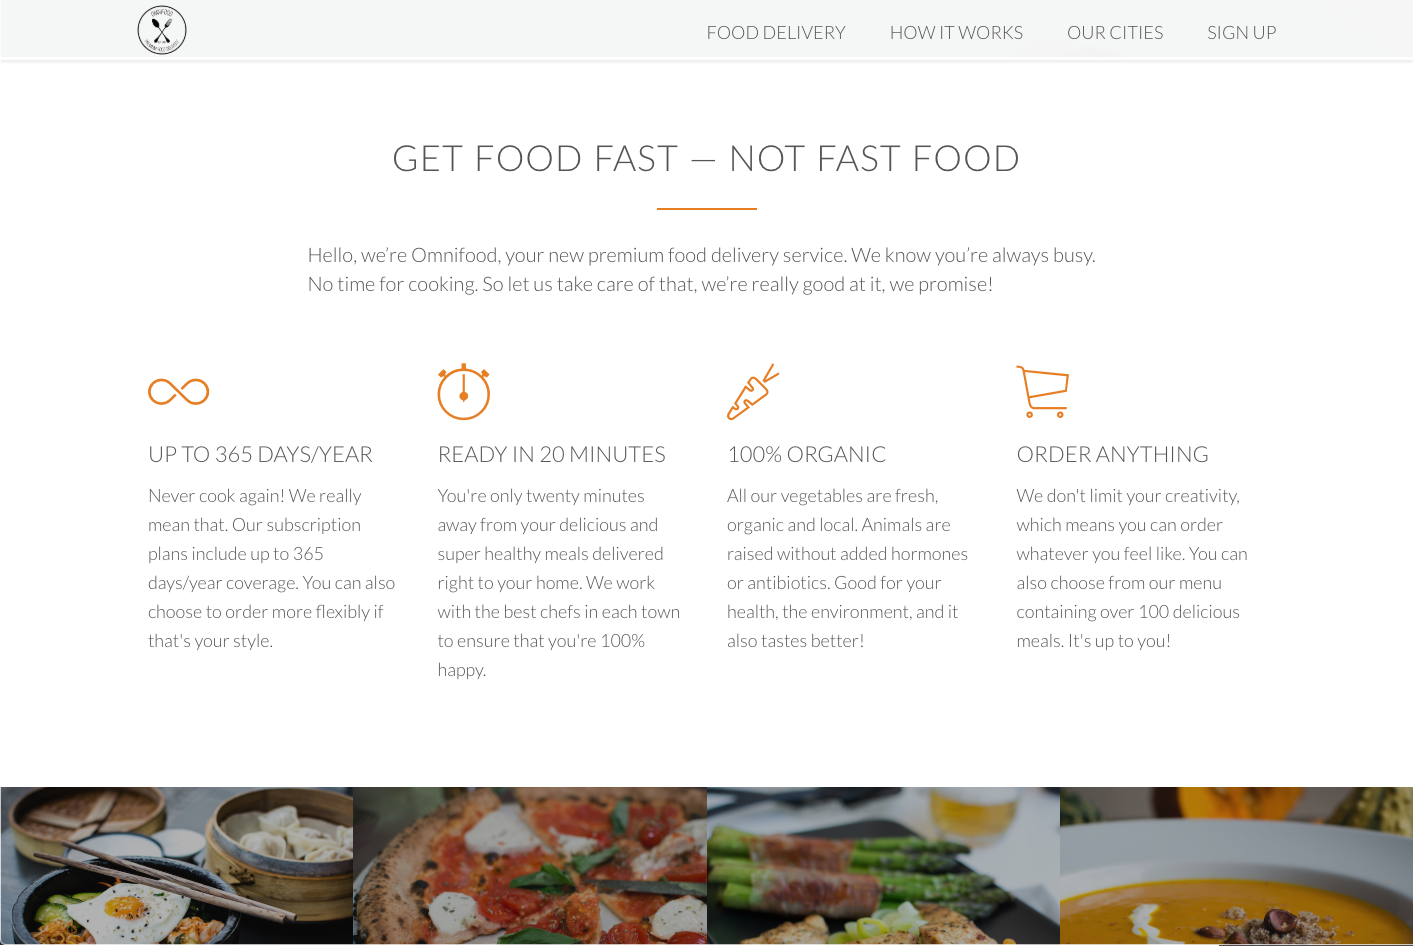 OMNIFOOD
FOOD DELIVERY
HOW IT WORKS
OUR CITIES
SIGN UP
GET FOOD FAST — NOT FAST FOOD
Hello, we’re Omnifood, your new premium food delivery service. We know you’re always busy.
No time for cooking. So let us take care of that, we’re really good at it, we promise!
UP TO 365 DAYS/YEAR
Never cook again! We really
mean that. Our subscription
plans include up to 365
days/year coverage. You can also
choose to order more flexibly if
that's your style.
READY IN 20 MINUTES
You're only twenty minutes
away from your delicious and
super healthy meals delivered
right to your home. We work
with the best chefs in each town
to ensure that you're 100%
happy.
100% ORGANIC
All our vegetables are fresh,
organic and local. Animals are
raised without added hormones
or antibiotics. Good for your
health, the environment, and it
also tastes better!
ORDER ANYTHING
We don't limit your creativity,
which means you can order
whatever you feel like. You can
also choose from our menu
containing over 100 delicious
meals. It's up to you!